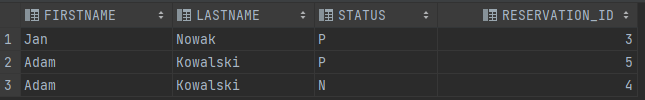 FIRSTNAME LASTNAME STATUS RESERVATION_ID
1 Jan Nowak P 3
2 Adam Kowalski P 5
3 Adam Kowalski N 4